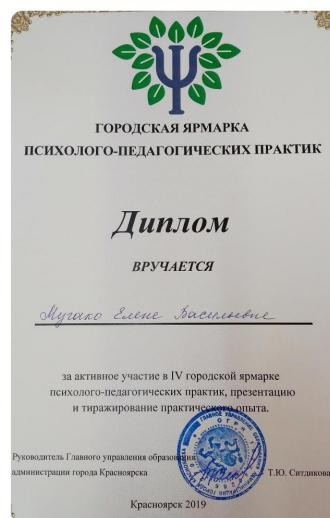 ГОРОДСКАЯ ЯРМАРКА
ПСИХОЛОГО-ПЕДАГОГИЧЕСКИХ ПРАКТИК
Диплом
ВРУЧАЕТСЯ
Елене Васильевне
за активное участие в IV городской ярмарке
психолого-педагогических практик, презентацию
и тиражирование практического опыта.
Руководитель Главного управления образования
администрации города Красноярска
Т.Ю. Ситдикова
Красноярск 2019